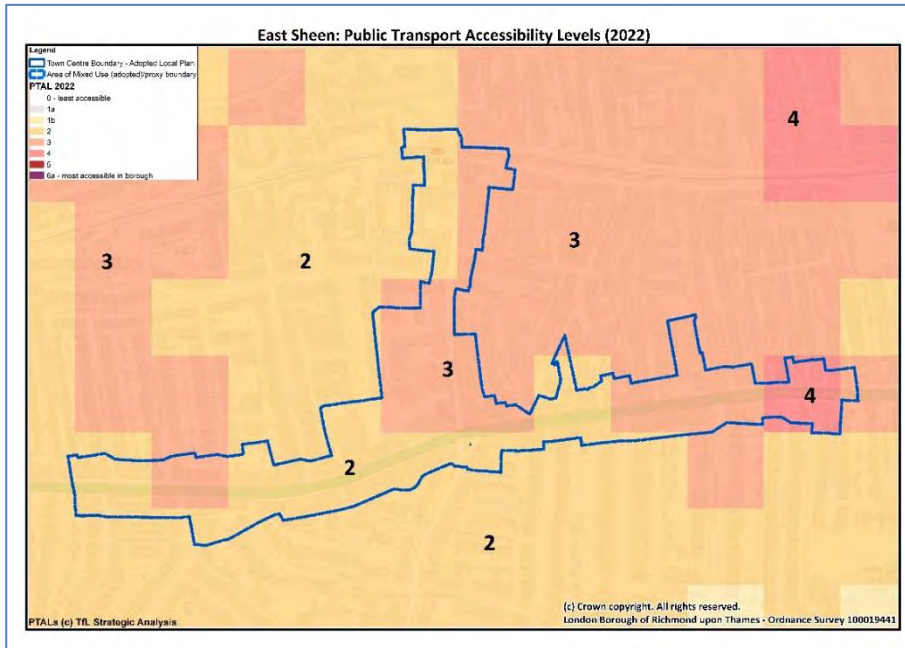 East Sheen: Public Transport Accessibility Levels (2022)
Legend
Town Centre Boundary - Adopted Local Plan
Area of Mixed Use (adopted)/proxy boundary
PTAL 2022
0 - least accessible
1a
1b
2
3
4
5
6a - most accessible in borough
4
3
2
3
3
4
2
2
PTALs (c) TfL Strategic Analysis
(c) Crown copyright. All rights reserved.
London Borough of Richmond upon Thames - Ordnance Survey 100019441